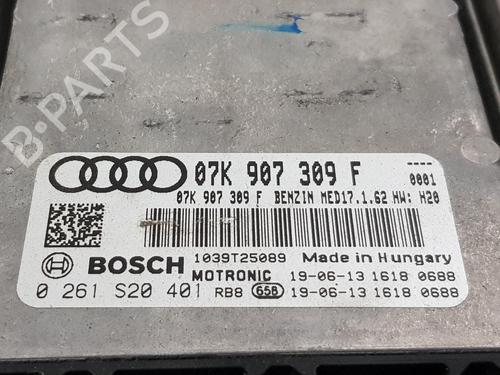 B-PARTS
07K 907 309 F
----
0001
07K 907 309 F BENZIN MED17.1.62 HW: H20
BOSCH
1039T25089
Made in Hungary
MOTRONIC
19-06-13 1618 0688
0 261 S20 401
RB8
65B
19-06-13 1618 0688